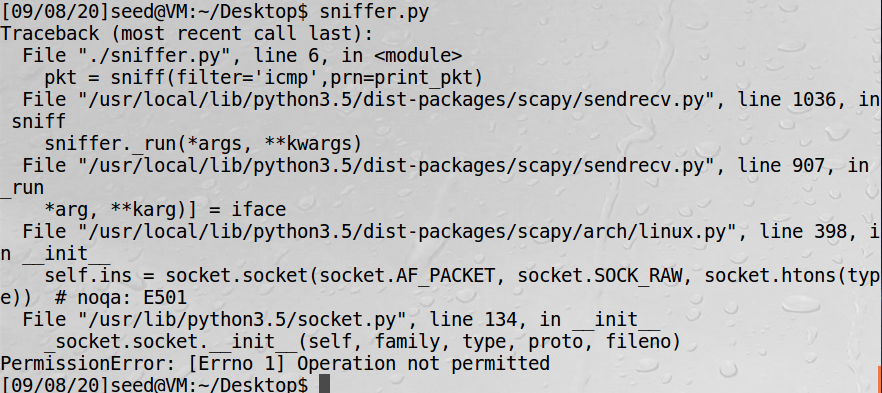 [09/08/20]seed@VM:~/Desktop$ sniffer.py
Traceback (most recent call last):
  File "./sniffer.py", line 6, in <module>
    pkt = sniff(filter='icmp',prn=print_pkt)
  File "/usr/local/lib/python3.5/dist-packages/scapy/sendrecv.py", line 1036, in
 sniff
    sniffer._run(*args, **kwargs)
  File "/usr/local/lib/python3.5/dist-packages/scapy/sendrecv.py", line 907, in
_run
    *arg, **karg)] = iface
  File "/usr/local/lib/python3.5/dist-packages/scapy/arch/linux.py", line 398, i
n __init__
    self.ins = socket.socket(socket.AF_PACKET, socket.SOCK_RAW, socket.htons(typ
e))  # noqa: E501
  File "/usr/lib/python3.5/socket.py", line 134, in __init__
    _socket.socket.__init__(self, family, type, proto, fileno)
PermissionError: [Errno 1] Operation not permitted
[09/08/20]seed@VM:~/Desktop$